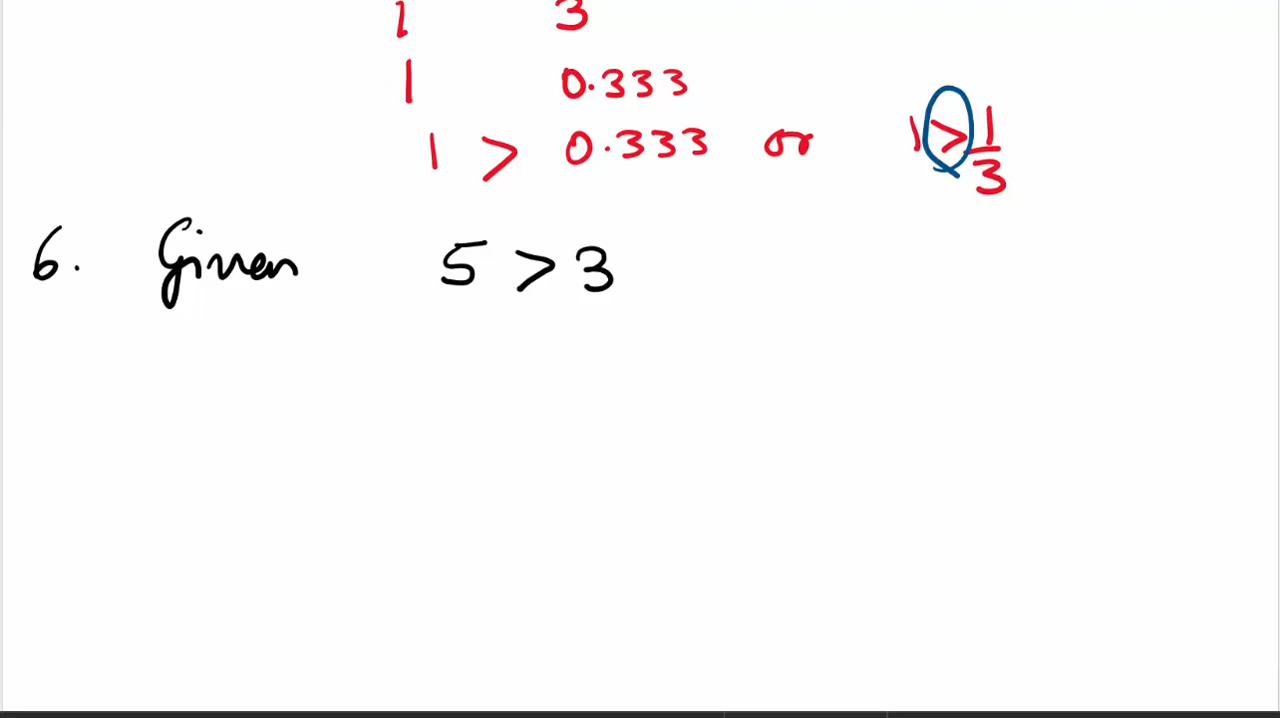 1 3
1 0.333
1 > 0.333 or 1 > 1/3
6. Given 5 > 3